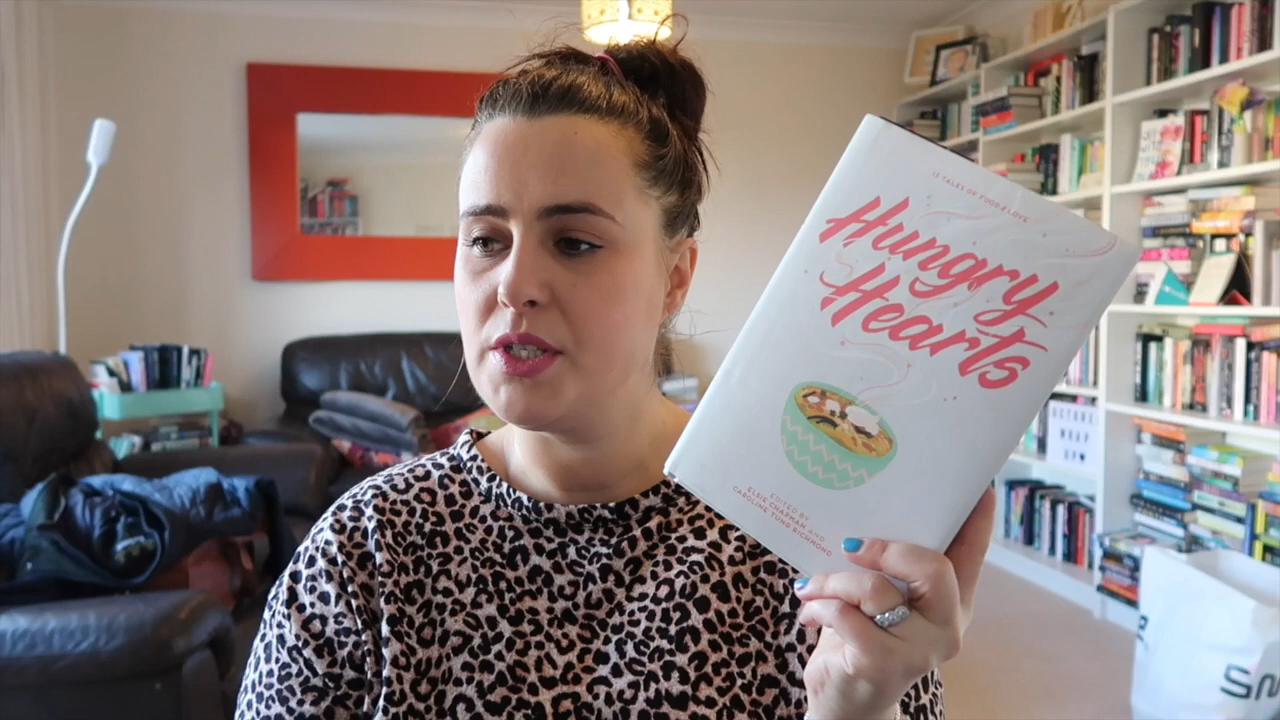 13 TALES OF FOOD & LOVE
Hungry
Hearts
EDITED BY
ELSIE CHAPMAN AND
CAROLINE TUNG RICHMOND